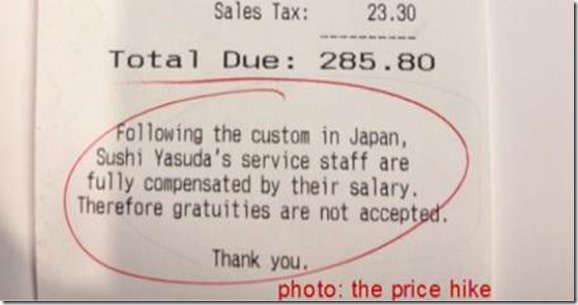 Sales Tax: 23.30
----------
Total Due: 285.80
Following the custom in Japan,
Sushi Yasuda's service staff are
fully compensated by their salary.
Therefore gratuities are not accepted.
Thank you.
photo: the price hike